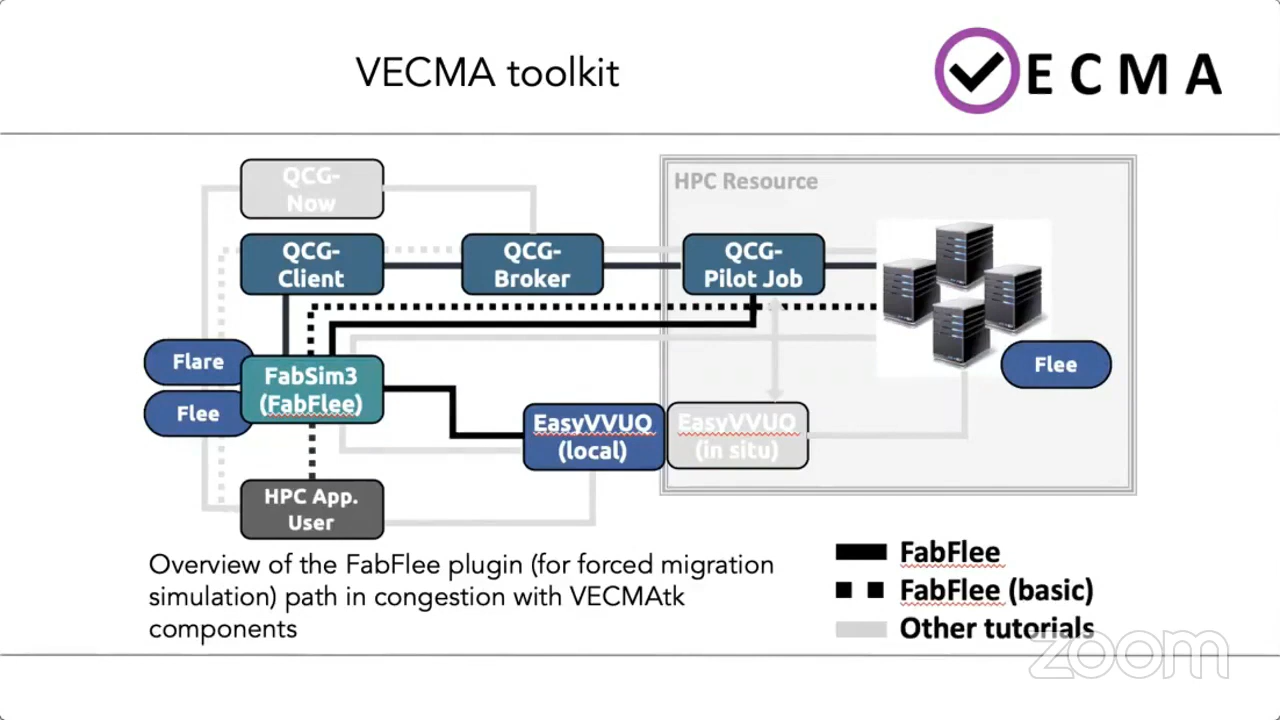 VECMA toolkit
ECMA
QCG-
Now
HPC Resource
QCG-
Client
QCG-
Broker
QCG-
Pilot Job
Flare
FabSim3
(FabFlee)
Flee
Flee
EasyVVUQ
(local)
EasyVVUQ
(in situ)
HPC App.
User
Overview of the FabFlee plugin (for forced migration
simulation) path in congestion with VECMAtk
components
FabFlee
FabFlee (basic)
Other tutorials
zoom